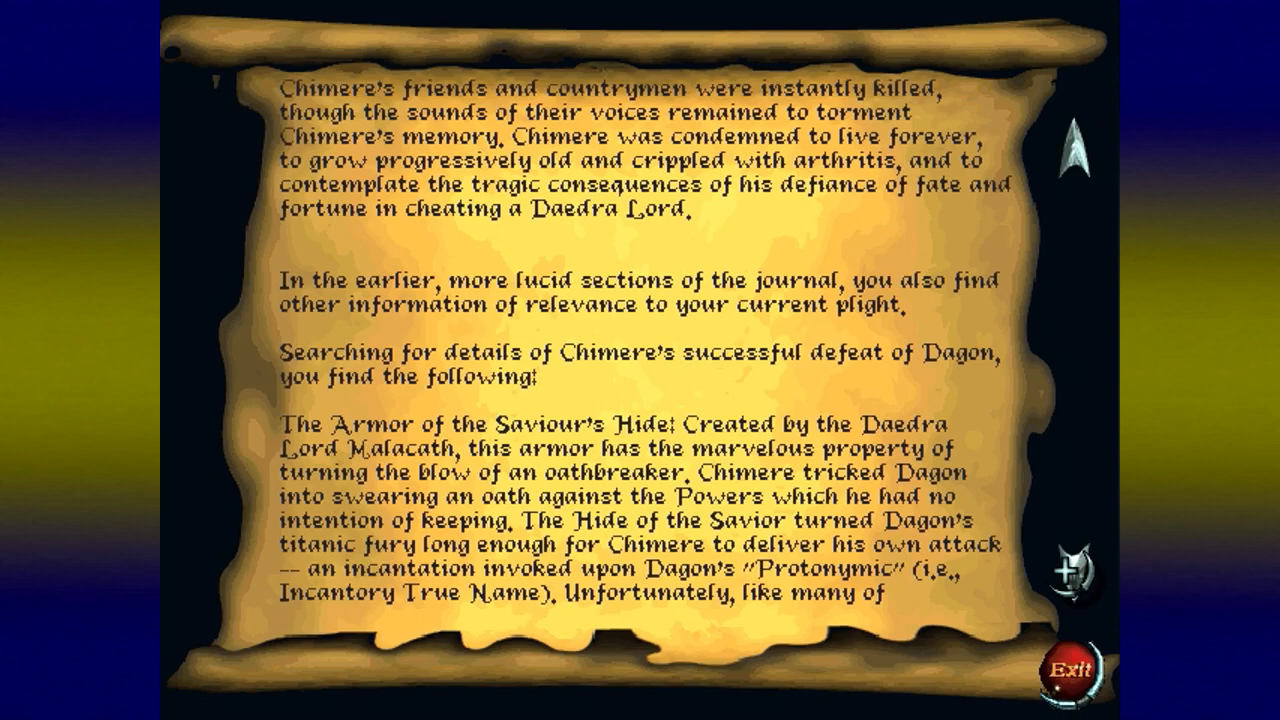 Chimere's friends and countrymen were instantly killed,
though the sounds of their voices remained to torment
Chimere's memory. Chimere was condemned to live forever,
to grow progressively old and crippled with arthritis, and to
contemplate the tragic consequences of his defiance of fate and
fortune in cheating a Daedra Lord.
In the earlier, more lucid sections of the journal, you also find
other information of relevance to your current plight.
Searching for details of Chimere's successful defeat of Dagon,
you find the following:
The Armor of the Saviour's Hide: Created by the Daedra
Lord Malacath, this armor has the marvelous property of
turning the blow of an oathbreaker. Chimere tricked Dagon
into swearing an oath against the Powers which he had no
intention of keeping. The Hide of the Savior turned Dagon's
titanic fury long enough for Chimere to deliver his own attack
-- an incantation invoked upon Dagon's "Protonymic" (i.e.,
Incantory True Name). Unfortunately, like many of
Exit